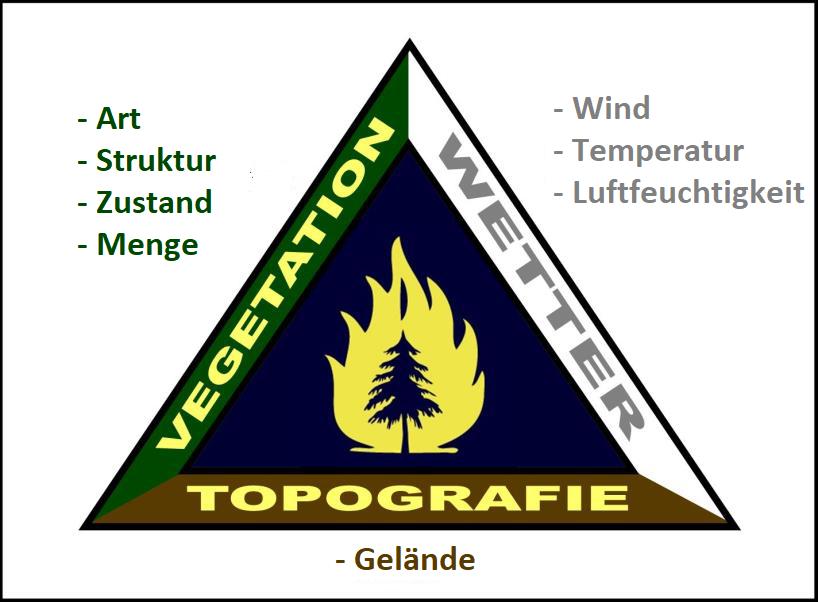 - Art
- Struktur
- Zustand
- Menge
- Wind
- Temperatur
- Luftfeuchtigkeit
VEGETATION
WETTER
TOPOGRAFIE
- Gelände